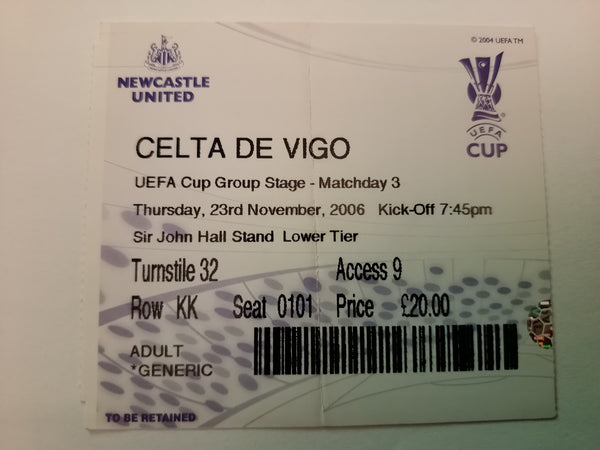 © 2004 UEFA TM
NEWCASTLE
UNITED
UEFA
CUP
CELTA DE VIGO
UEFA Cup Group Stage - Matchday 3
Thursday, 23rd November, 2006 Kick-Off 7:45pm
Sir John Hall Stand Lower Tier
Turnstile 32 Access 9
Row KK Seat 0101 Price £20.00
ADULT
*GENERIC
TO BE RETAINED